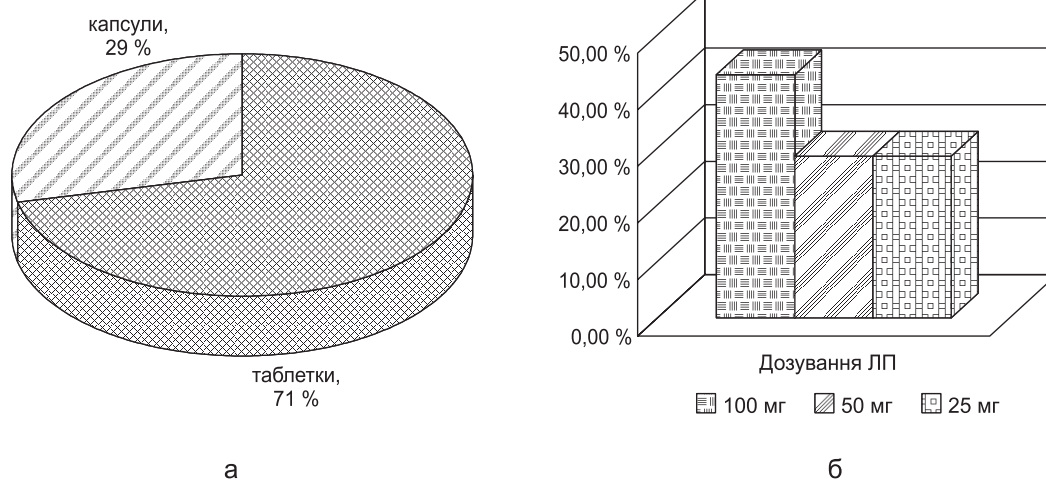 капсули,
29 %
таблетки,
71 %
а
50,00 %
40,00 %
30,00 %
20,00 %
10,00 %
0,00 %
Дозування ЛП
100 мг 50 мг 25 мг
б